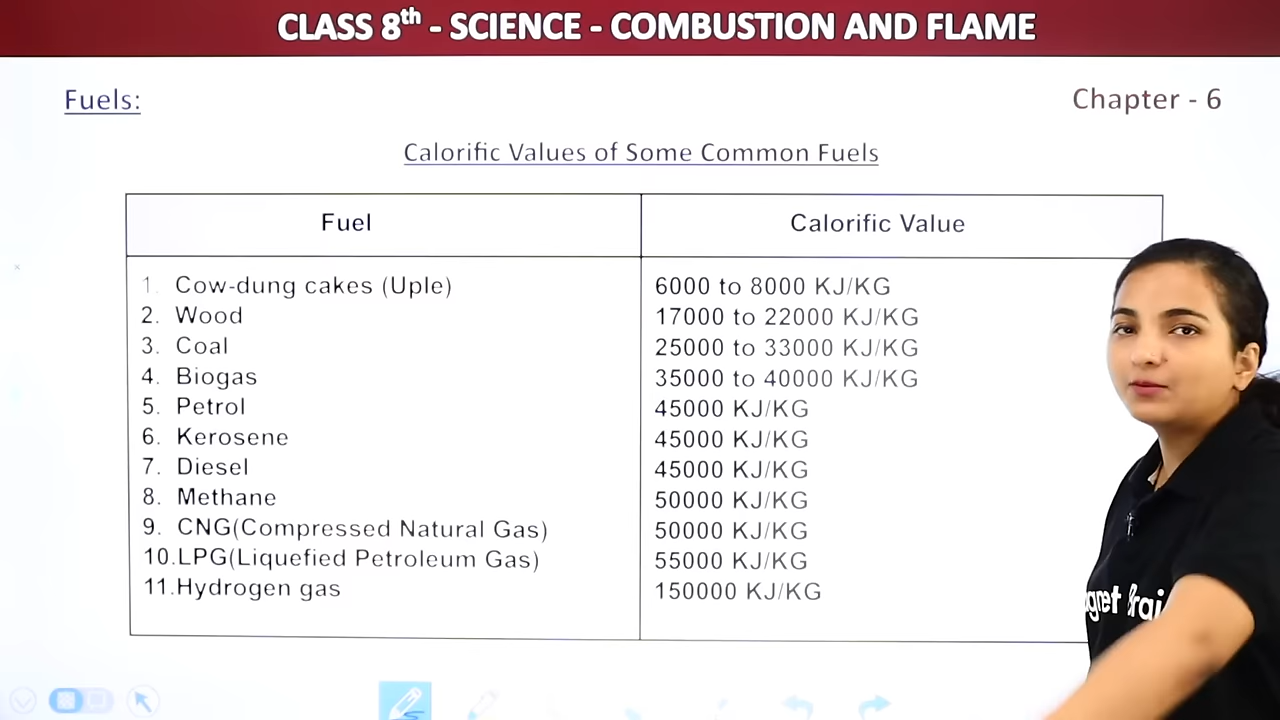 CLASS 8th - SCIENCE - COMBUSTION AND FLAME
Fuels:
Chapter - 6
Calorific Values of Some Common Fuels
Fuel Calorific Value
1. Cow-dung cakes (Uple) 6000 to 8000 KJ/KG
2. Wood 17000 to 22000 KJ/KG
3. Coal 25000 to 33000 KJ/KG
4. Biogas 35000 to 40000 KJ/KG
5. Petrol 45000 KJ/KG
6. Kerosene 45000 KJ/KG
7. Diesel 45000 KJ/KG
8. Methane 50000 KJ/KG
9. CNG(Compressed Natural Gas) 50000 KJ/KG
10.LPG(Liquefied Petroleum Gas) 55000 KJ/KG
11.Hydrogen gas 150000 KJ/KG